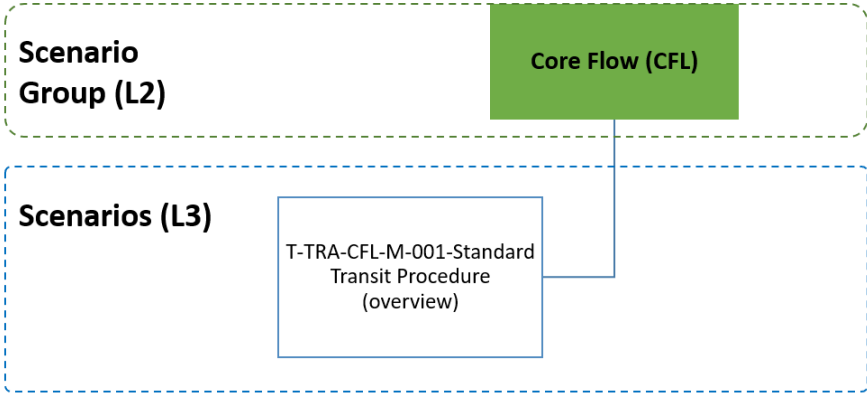 Scenario
Group (L2)
Core Flow (CFL)
Scenarios (L3)
T-TRA-CFL-M-001-Standard
Transit Procedure
(overview)